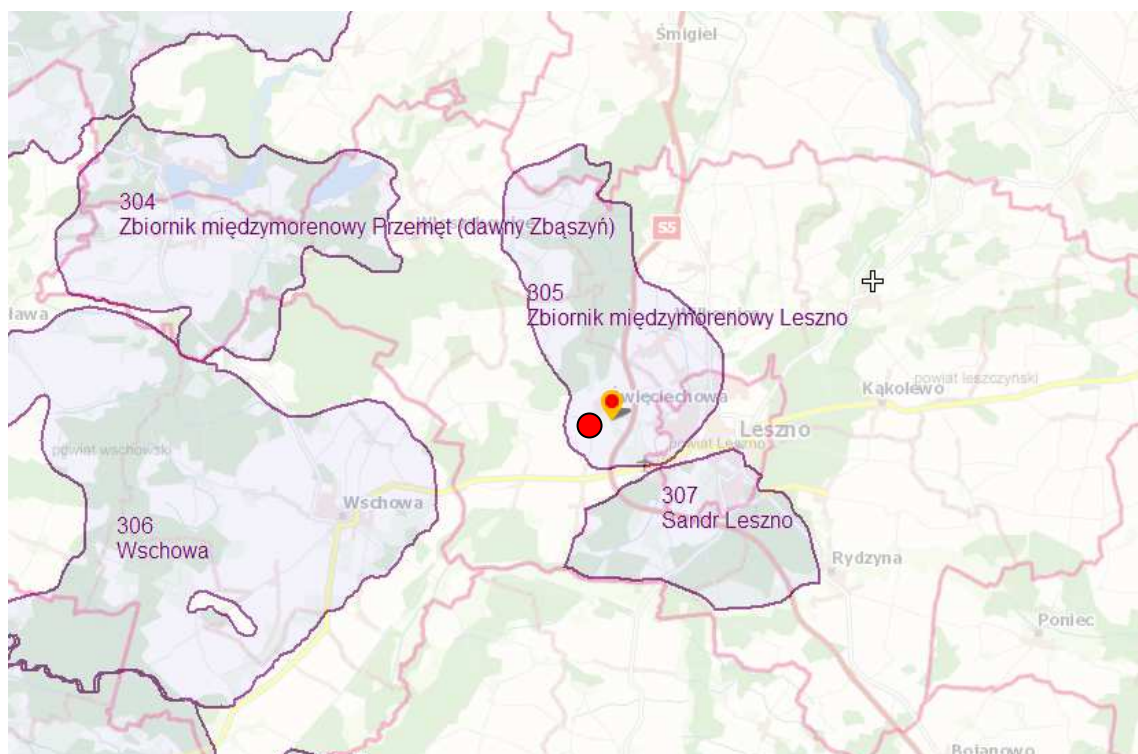 Śmigiel
304
Zbiornik międzymorenowy Przemęt (dawny Zbąszyń)
S5
305
Zbiornik międzymorenowy Leszno
ława
Święciechowa
powiat leszczyński
Kąkolewo
Leszno
powiat Leszno
powiat wschowski
306
Wschowa
Wschowa
307
Sandr Leszno
Rydzyna
Poniec
Bojanowo